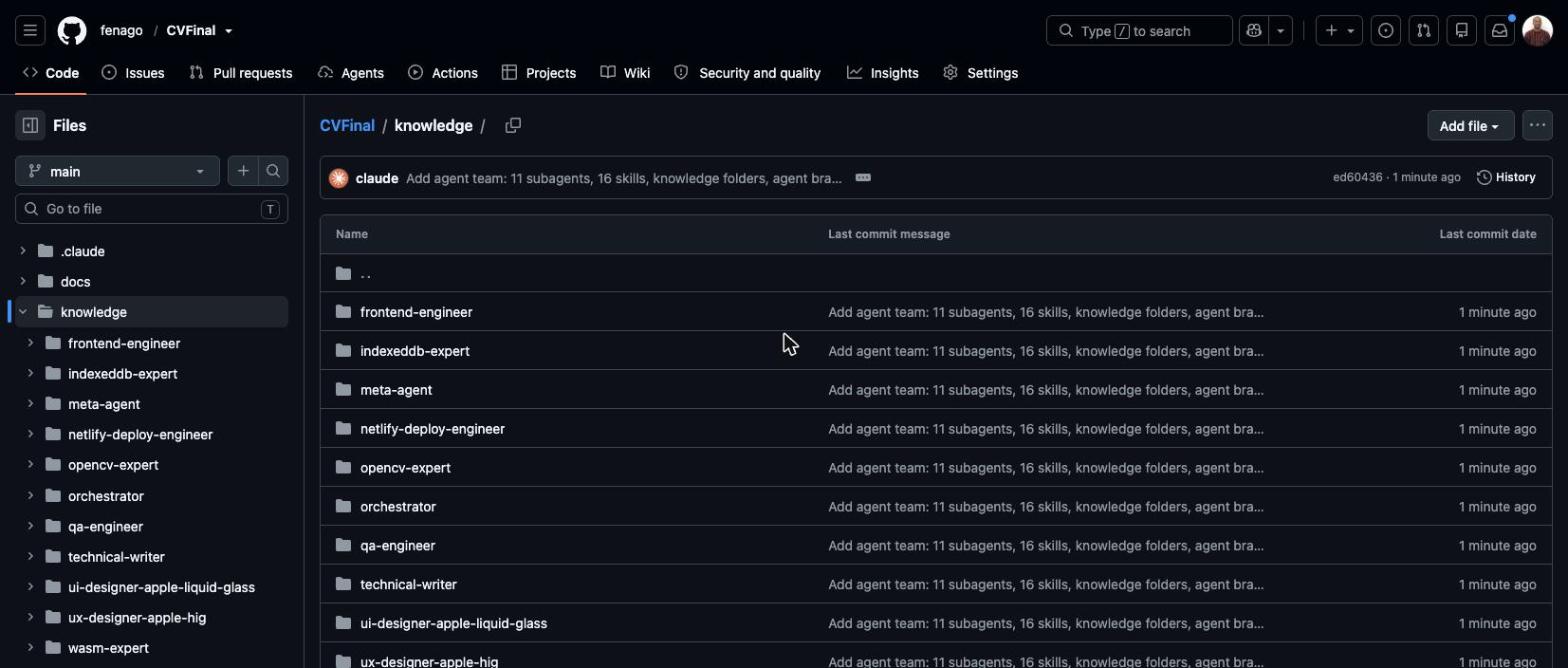 fenago / CVFinal
Type / to search
Code Issues Pull requests Agents Actions Projects Wiki Security and quality Insights Settings
Files
main
Go to file T
.claude
docs
knowledge
frontend-engineer
indexeddb-expert
meta-agent
netlify-deploy-engineer
opencv-expert
orchestrator
qa-engineer
technical-writer
ui-designer-apple-liquid-glass
ux-designer-apple-hig
wasm-expert
CVFinal / knowledge /
Add file
claude Add agent team: 11 subagents, 16 skills, knowledge folders, agent bra... ed60436 · 1 minute ago History
Name Last commit message Last commit date
..
frontend-engineer Add agent team: 11 subagents, 16 skills, knowledge folders, agent bra... 1 minute ago
indexeddb-expert Add agent team: 11 subagents, 16 skills, knowledge folders, agent bra... 1 minute ago
meta-agent Add agent team: 11 subagents, 16 skills, knowledge folders, agent bra... 1 minute ago
netlify-deploy-engineer Add agent team: 11 subagents, 16 skills, knowledge folders, agent bra... 1 minute ago
opencv-expert Add agent team: 11 subagents, 16 skills, knowledge folders, agent bra... 1 minute ago
orchestrator Add agent team: 11 subagents, 16 skills, knowledge folders, agent bra... 1 minute ago
qa-engineer Add agent team: 11 subagents, 16 skills, knowledge folders, agent bra... 1 minute ago
technical-writer Add agent team: 11 subagents, 16 skills, knowledge folders, agent bra... 1 minute ago
ui-designer-apple-liquid-glass Add agent team: 11 subagents, 16 skills, knowledge folders, agent bra... 1 minute ago
ux-designer-apple-hig Add agent team: 11 subagents, 16 skills, knowledge folders, agent bra... 1 minute ago